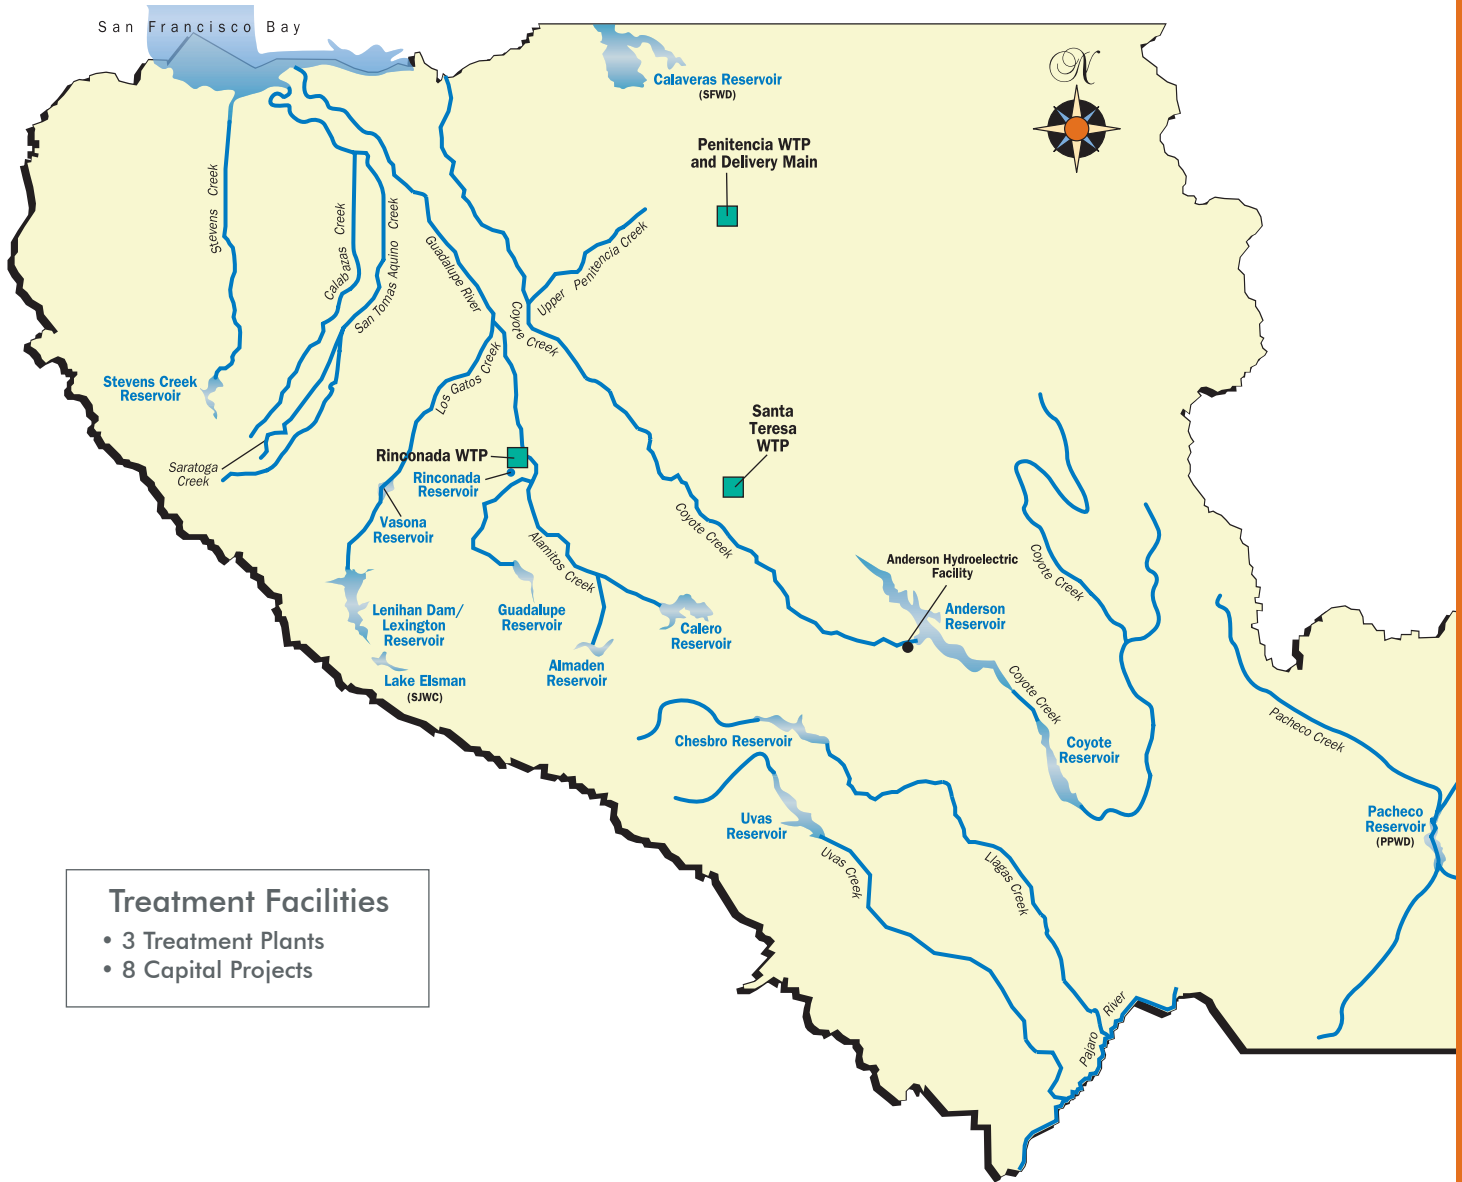 San Francisco Bay
N
Calaveras Reservoir
(SFWD)
Penitencia WTP
and Delivery Main
Stevens Creek
Calabazas Creek
San Tomas Aquino Creek
Guadalupe River
Coyote Creek
Upper Penitencia Creek
Los Gatos Creek
Stevens Creek
Reservoir
Santa
Teresa
WTP
Saratoga
Creek
Rinconada WTP
Rinconada
Reservoir
Vasona
Reservoir
Coyote Creek
Alamitos Creek
Coyote Creek
Anderson Hydroelectric
Facility
Anderson
Reservoir
Lenihan Dam/
Lexington
Reservoir
Guadalupe
Reservoir
Calero
Reservoir
Almaden
Reservoir
Lake Elsman
(SJWC)
Coyote Creek
Pacheco Creek
Chesbro Reservoir
Coyote
Reservoir
Uvas
Reservoir
Pacheco
Reservoir
(PPWD)
Uvas Creek
Llagas Creek
Pajaro River
Treatment Facilities
• 3 Treatment Plants
• 8 Capital Projects